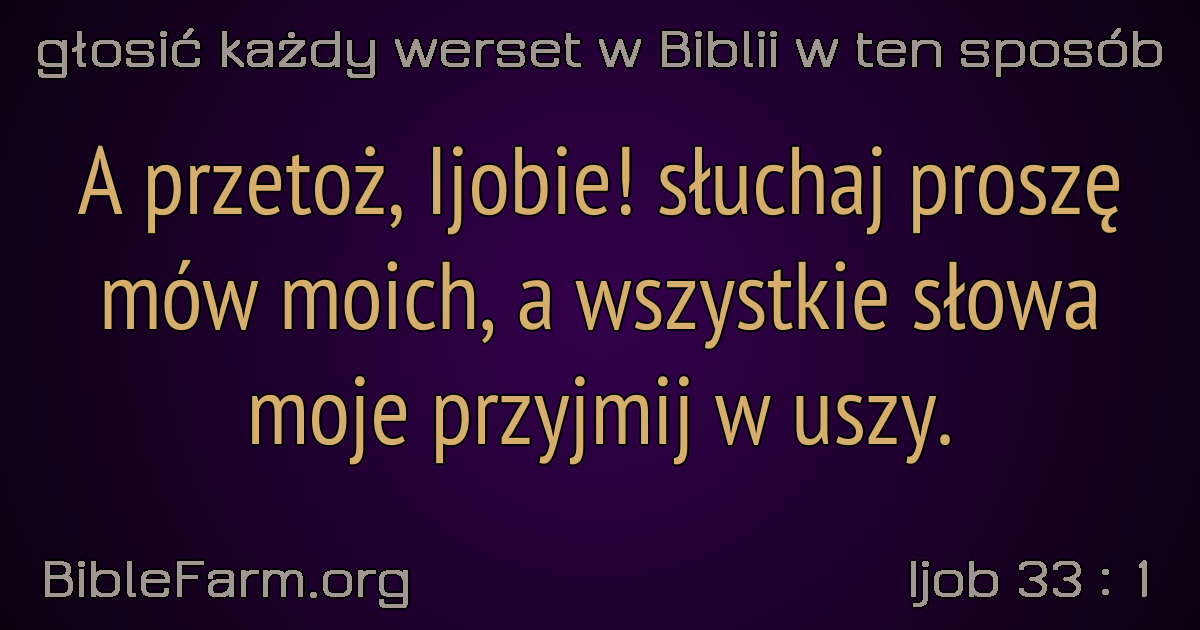 głosić każdy werset w Biblii w ten sposób
A przetoż, Ijobie! słuchaj proszę
mów moich, a wszystkie słowa
moje przyjmij w uszy.
BibleFarm.org
Ijob 33 : 1